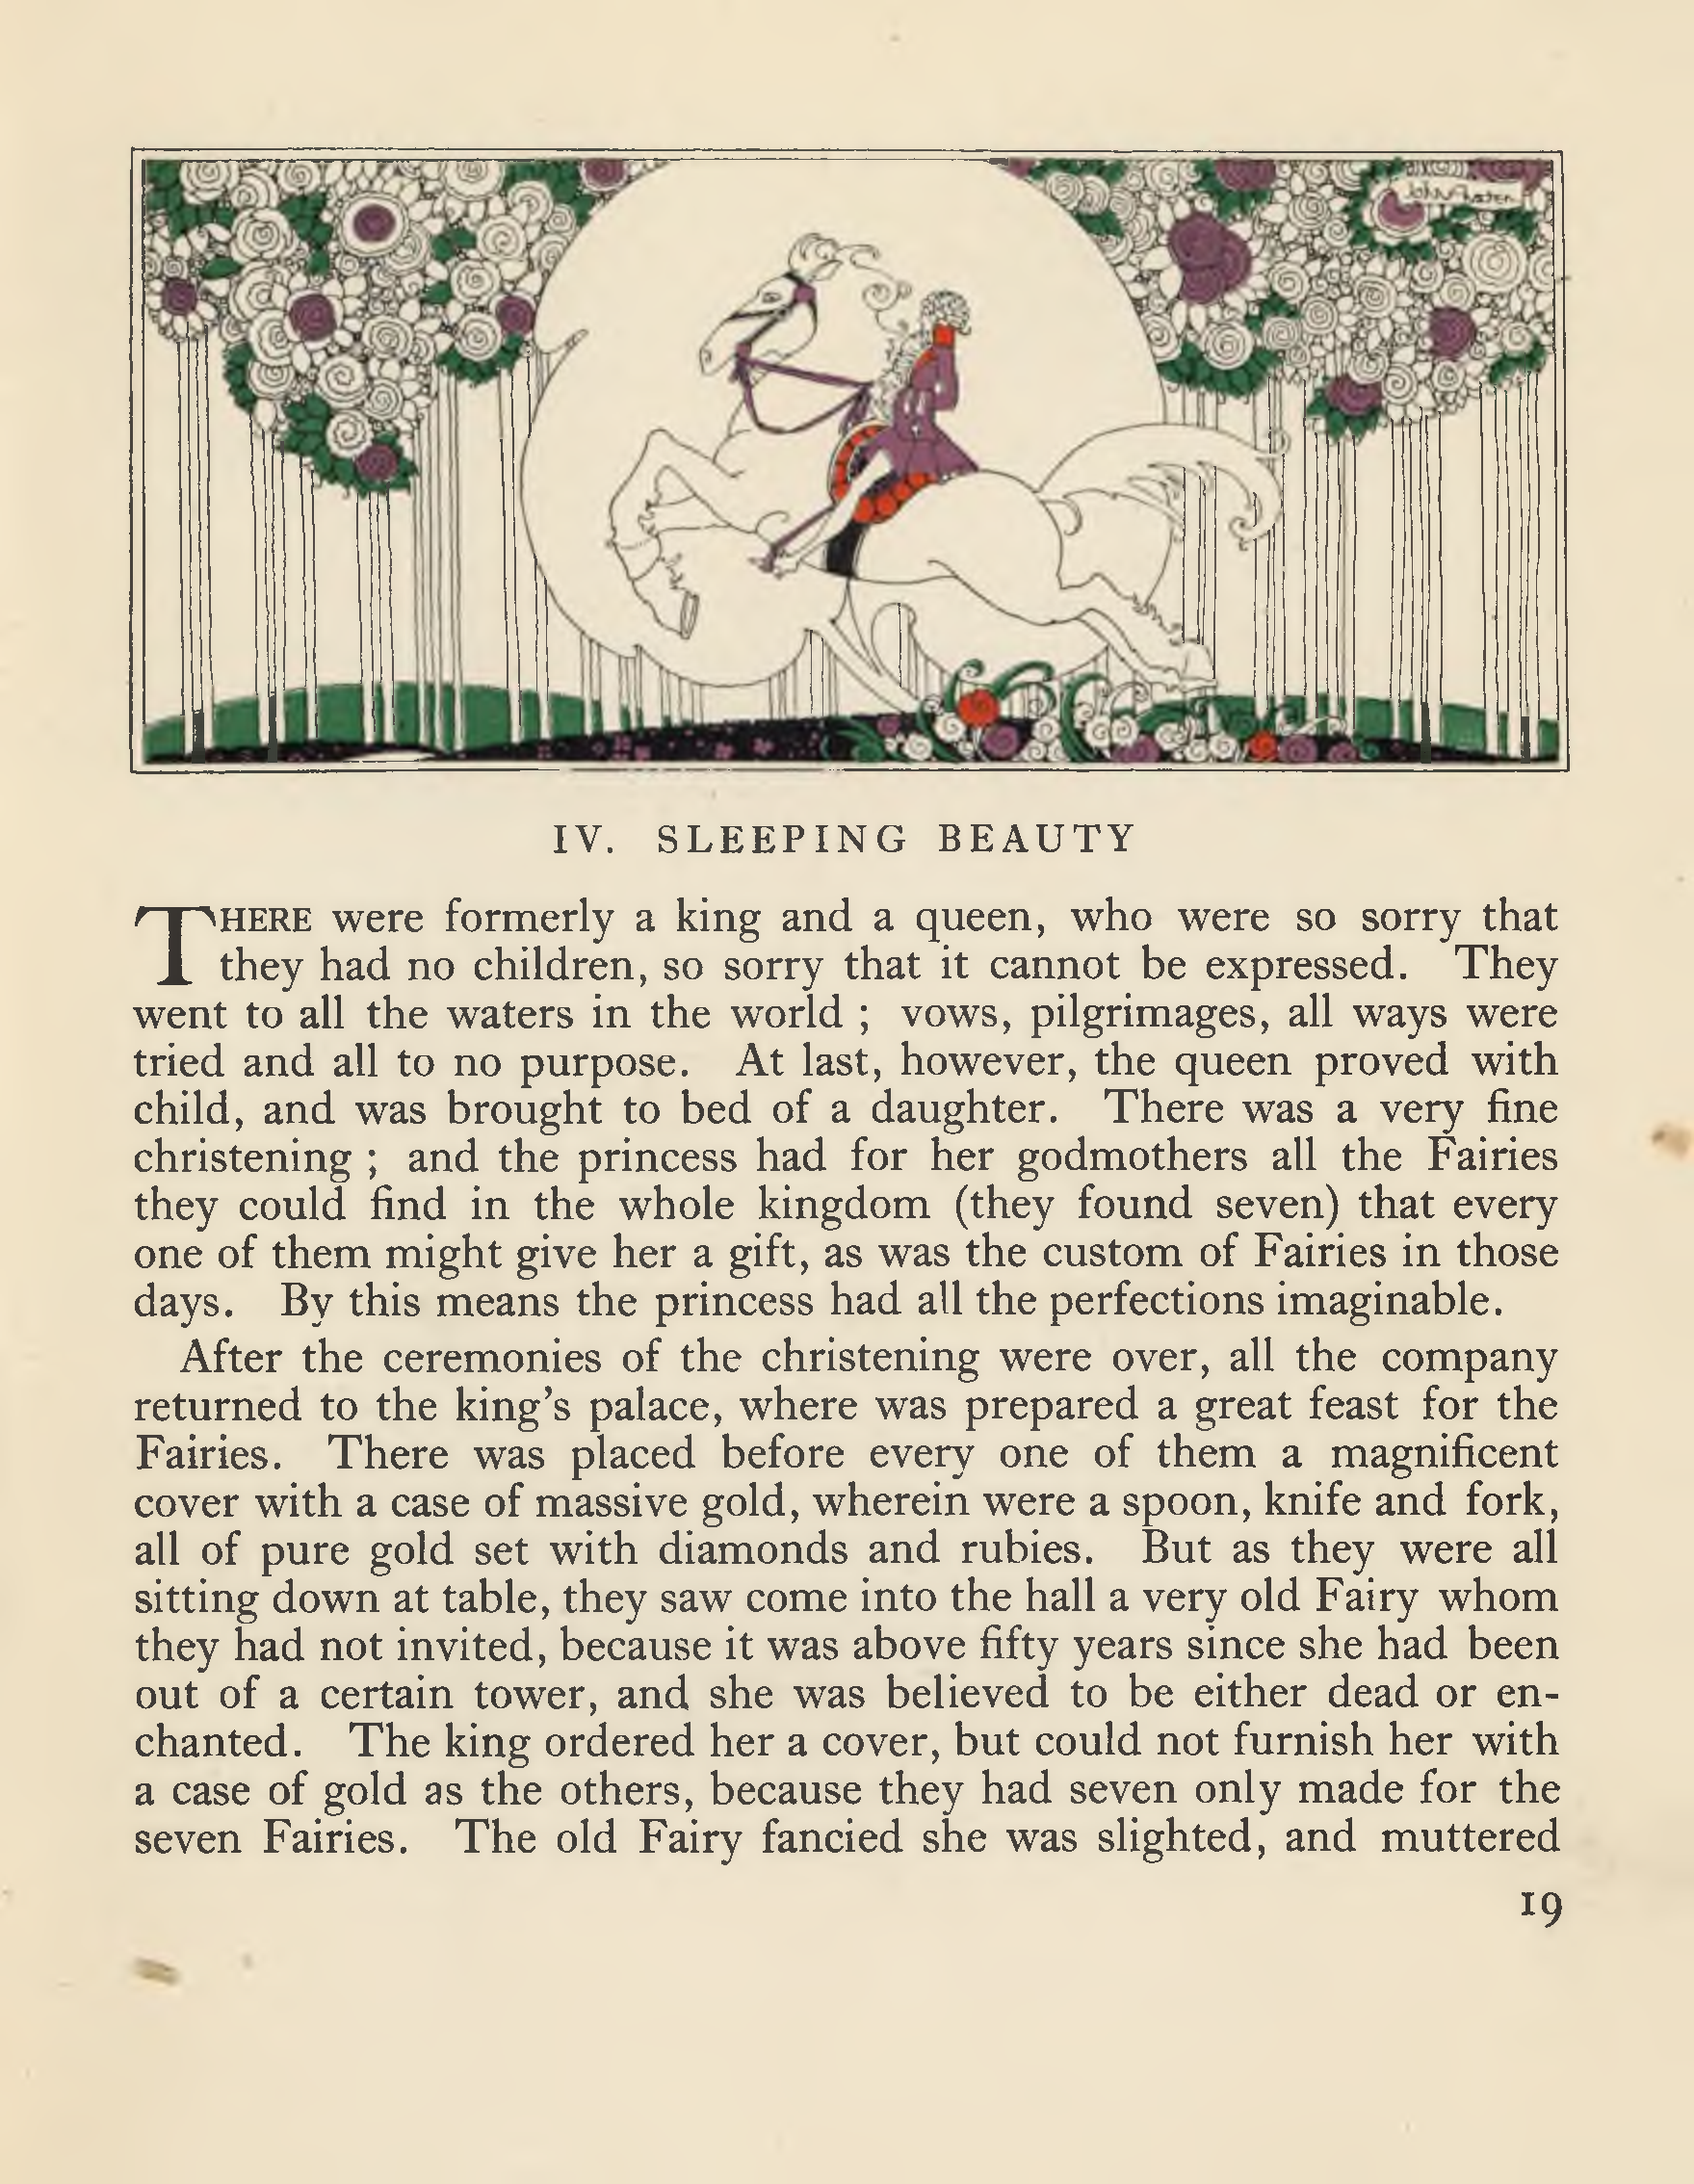 John Austen
IV. SLEEPING BEAUTY
THERE were formerly a king and a queen, who were so sorry that
they had no children, so sorry that it cannot be expressed. They
went to all the waters in the world ; vows, pilgrimages, all ways were
tried and all to no purpose. At last, however, the queen proved with
child, and was brought to bed of a daughter. There was a very fine
christening ; and the princess had for her godmothers all the Fairies
they could find in the whole kingdom (they found seven) that every
one of them might give her a gift, as was the custom of Fairies in those
days. By this means the princess had all the perfections imaginable.
After the ceremonies of the christening were over, all the company
returned to the king’s palace, where was prepared a great feast for the
Fairies. There was placed before every one of them a magnificent
cover with a case of massive gold, wherein were a spoon, knife and fork,
all of pure gold set with diamonds and rubies. But as they were all
sitting down at table, they saw come into the hall a very old Fairy whom
they had not invited, because it was above fifty years since she had been
out of a certain tower, and she was believed to be either dead or en-
chanted. The king ordered her a cover, but could not furnish her with
a case of gold as the others, because they had seven only made for the
seven Fairies. The old Fairy fancied she was slighted, and muttered
19